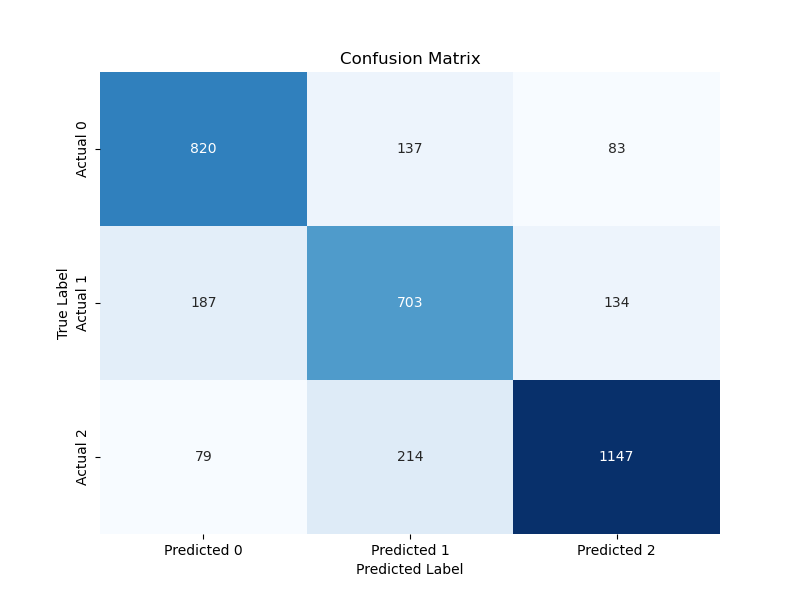 Confusion Matrix
True Label
Actual 0
820 137 83
Actual 1
187 703 134
Actual 2
79 214 1147
Predicted 0 Predicted 1 Predicted 2
Predicted Label